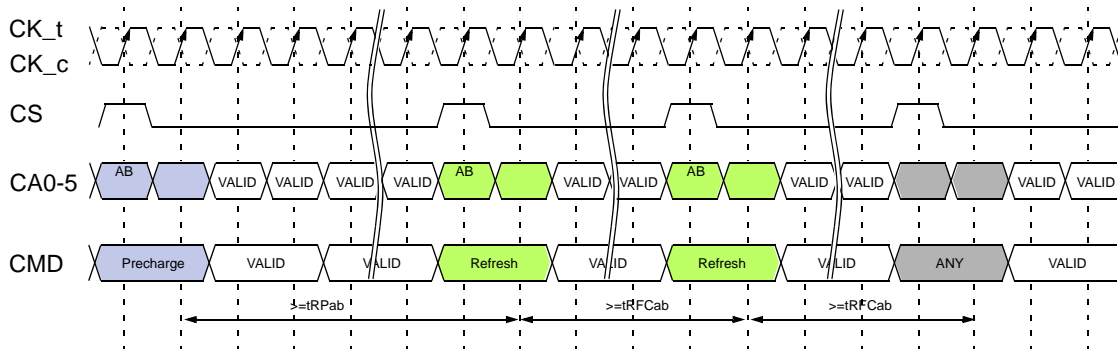 CK_t
CK_c
CS
CA0-5 AB VALID VALID VALID VALID AB VALID VALID AB VALID VALID VALID VALID
CMD Precharge VALID VALID Refresh VALID Refresh VALID ANY VALID
>=tRPab >=tRFCab >=tRFCab